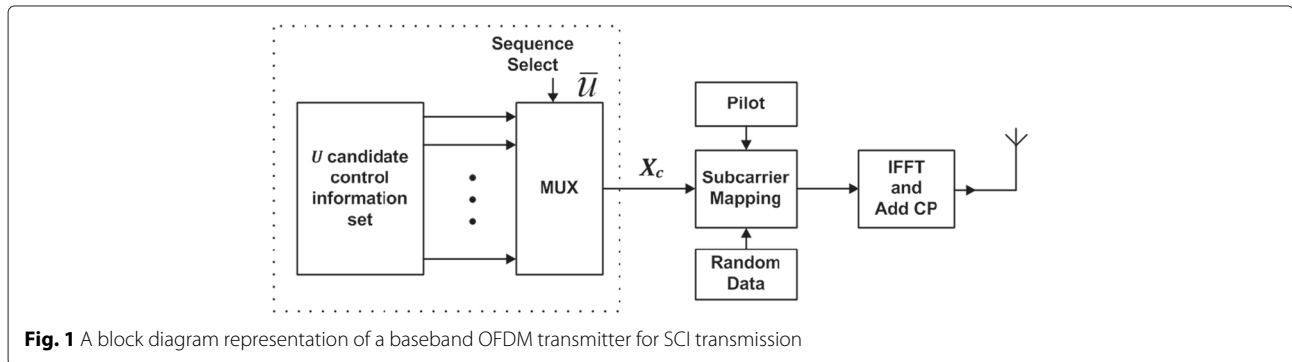 Sequence
Select
u̅
U candidate
control
information
set
MUX
X_c
Pilot
Subcarrier
Mapping
Random
Data
IFFT
and
Add CP
Fig. 1 A block diagram representation of a baseband OFDM transmitter for SCI transmission